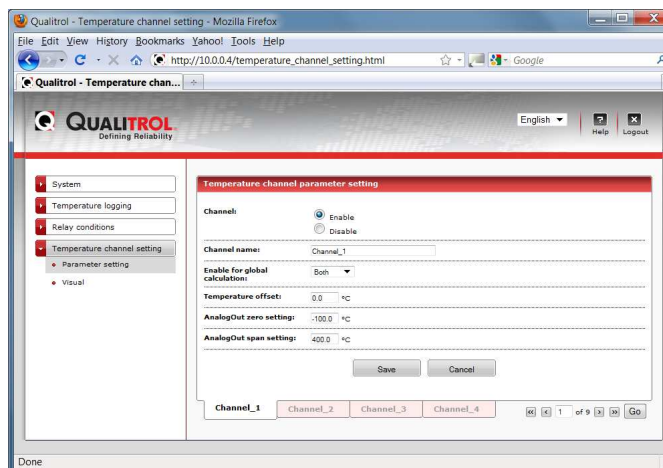 Qualitrol - Temperature channel setting - Mozilla Firefox
File Edit View History Bookmarks Yahoo! Tools Help
http://10.0.0.4/temperature_channel_setting.html
Google
Qualitrol - Temperature chan...
QUALITROL
Defining Reliability
English
Help
Logout
System
Temperature logging
Relay conditions
Temperature channel setting
Parameter setting
Visual
Temperature channel parameter setting
Channel:
Enable
Disable
Channel name:
Channel_1
Enable for global calculation:
Both
Temperature offset:
0.0 °C
AnalogOut zero setting:
-100.0 °C
AnalogOut span setting:
400.0 °C
Save
Cancel
Channel_1 Channel_2 Channel_3 Channel_4
1 of 9 Go
Done